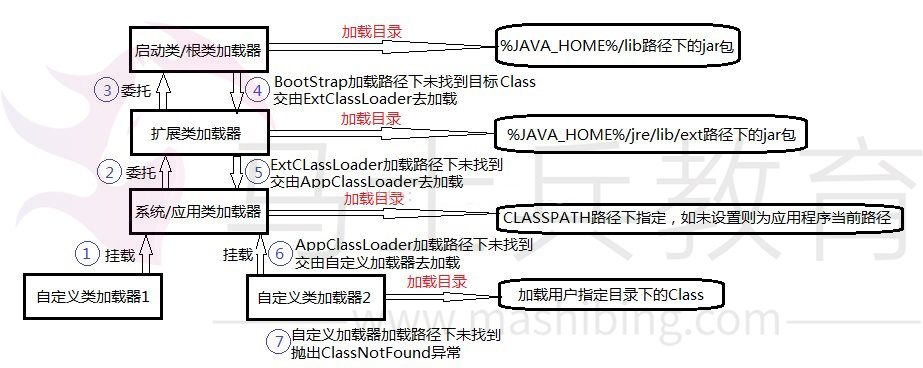 加载目录
启动类/根类加载器
%JAVA_HOME%/lib路径下的jar包
③ 委托
④ BootStrap加载路径下未找到目标Class
交由ExtClassLoader去加载
加载目录
扩展类加载器
%JAVA_HOME%/jre/lib/ext路径下的jar包
② 委托
⑤ ExtCLassLoader加载路径下未找到
交由AppClassLoader去加载
加载目录
系统/应用类加载器
CLASSPATH路径下指定，如未设置则为应用程序当前路径
① 挂载
挂载
⑥ AppClassLoader加载路径下未找到
交由自定义加载器去加载
加载目录
自定义类加载器1
自定义类加载器2
加载用户指定目录下的Class
⑦ 自定义加载器加载路径下未找到
抛出ClassNotFound异常
马士兵教育
www.mashibing.com